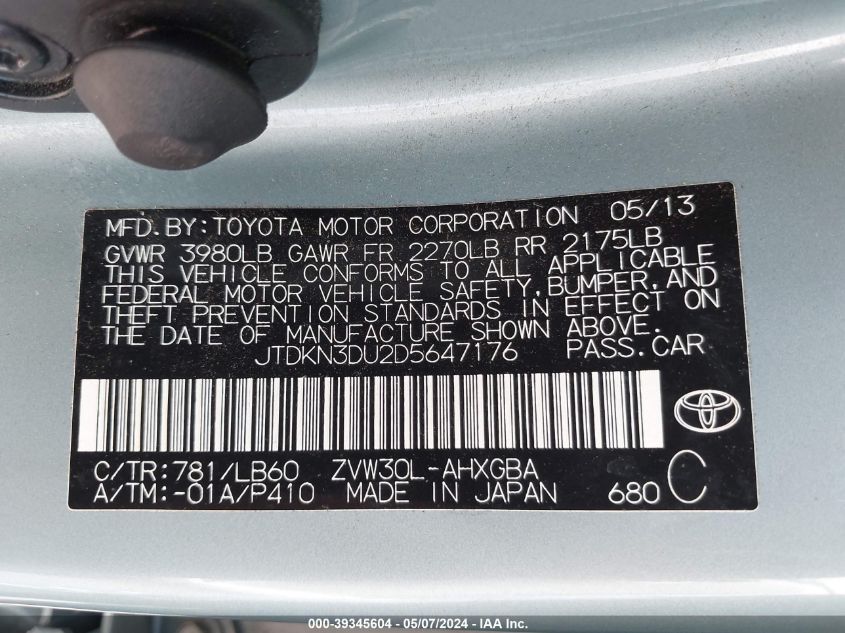 MFD.BY:TOYOTA MOTOR CORPORATION 05/13
GVWR 3980LB GAWR FR 2270LB RR 2175LB
THIS VEHICLE CONFORMS TO ALL APPLICABLE
FEDERAL MOTOR VEHICLE SAFETY,BUMPER,AND
THEFT PREVENTION STANDARDS IN EFFECT ON
THE DATE OF MANUFACTURE SHOWN ABOVE.
JTDKN3DU2D5647176 PASS.CAR
C/TR:781/LB60 ZVW30L-AHXGBA
A/TM:-01A/P410 MADE IN JAPAN 680 C
000-39345604 / 05/07/2024 - IAA Inc.